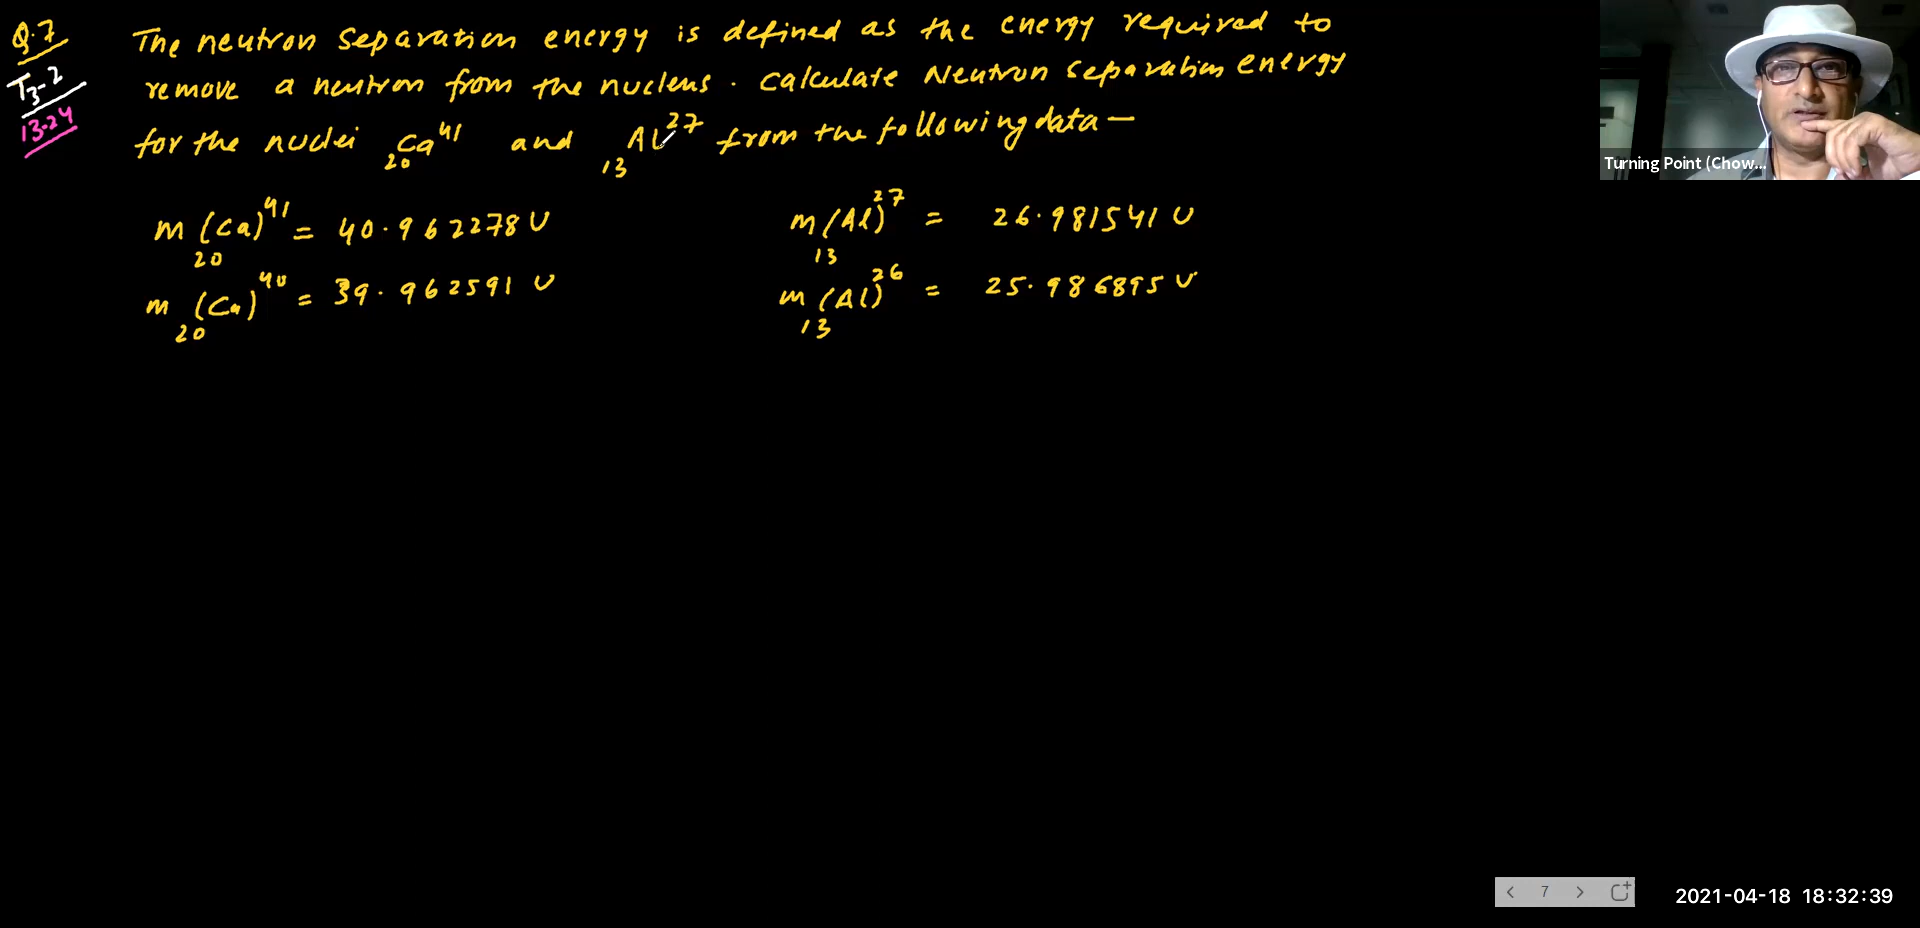 Q.7 The neutron separation energy is defined as the energy required to
T3-2 remove a neutron from the nucleus. Calculate Neutron separation energy
13.24 for the nuclei 20Ca41 and 13Al27 from the following data—
m 20(Ca)41 = 40.962278 U m 13(Al)27 = 26.981541 U
m 20(Ca)40 = 39.962591 U m 13(Al)26 = 25.986895 U
Turning Point (Chow...
7
2021-04-18 18:32:39